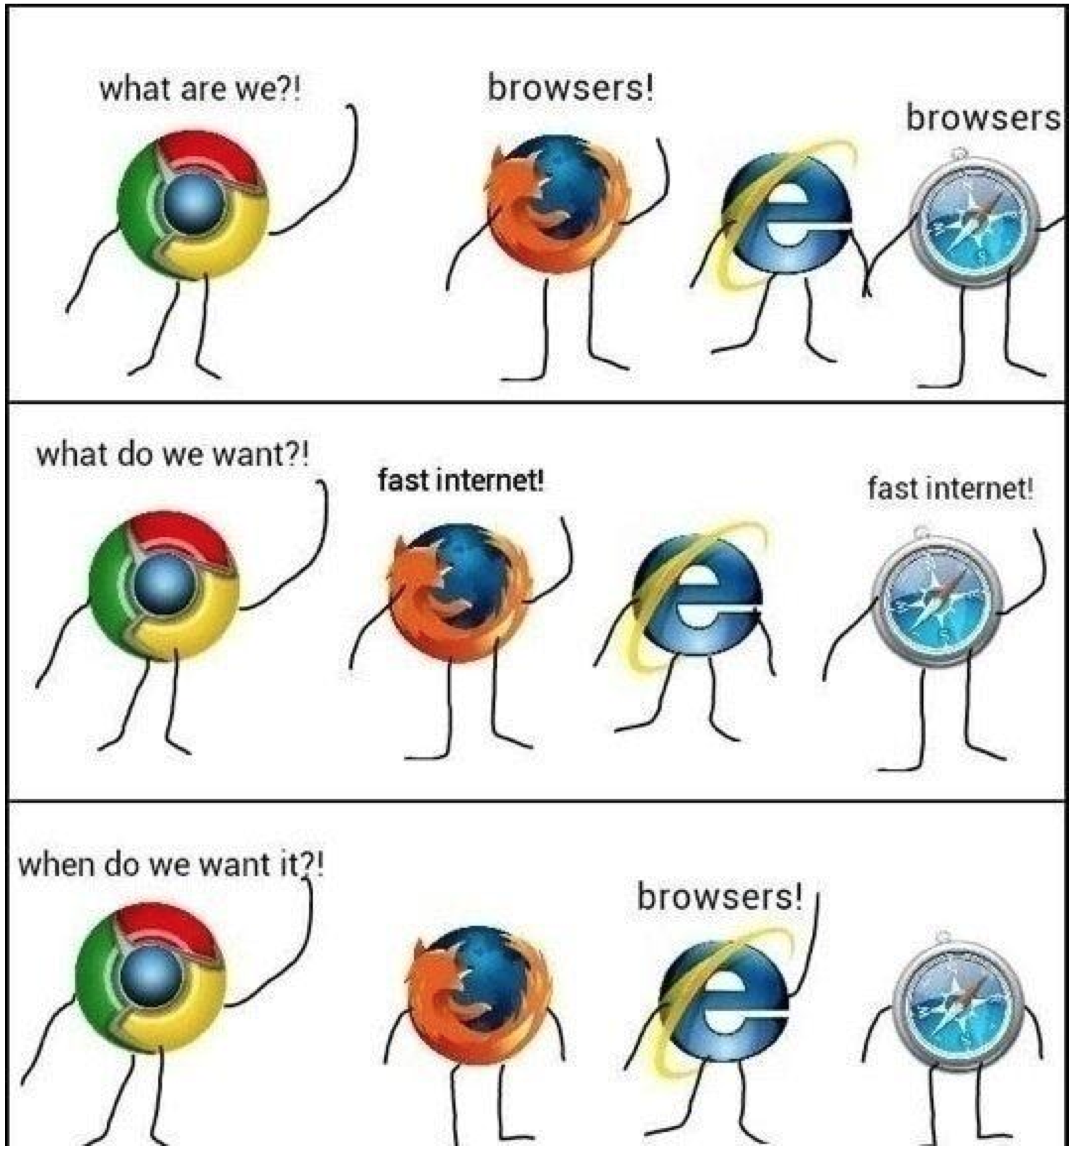 what are we?!
browsers!
browsers
what do we want?!
fast internet!
fast internet!
when do we want it?!
browsers!